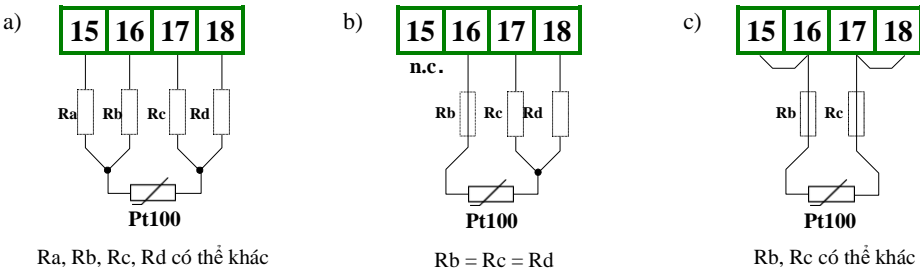 a)
15 16 17 18
Ra Rb Rc Rd
Pt100
Ra, Rb, Rc, Rd có thể khác
b)
15 16 17 18
n.c.
Rb Rc Rd
Pt100
Rb = Rc = Rd
c)
15 16 17 18
Rb Rc
Pt100
Rb, Rc có thể khác